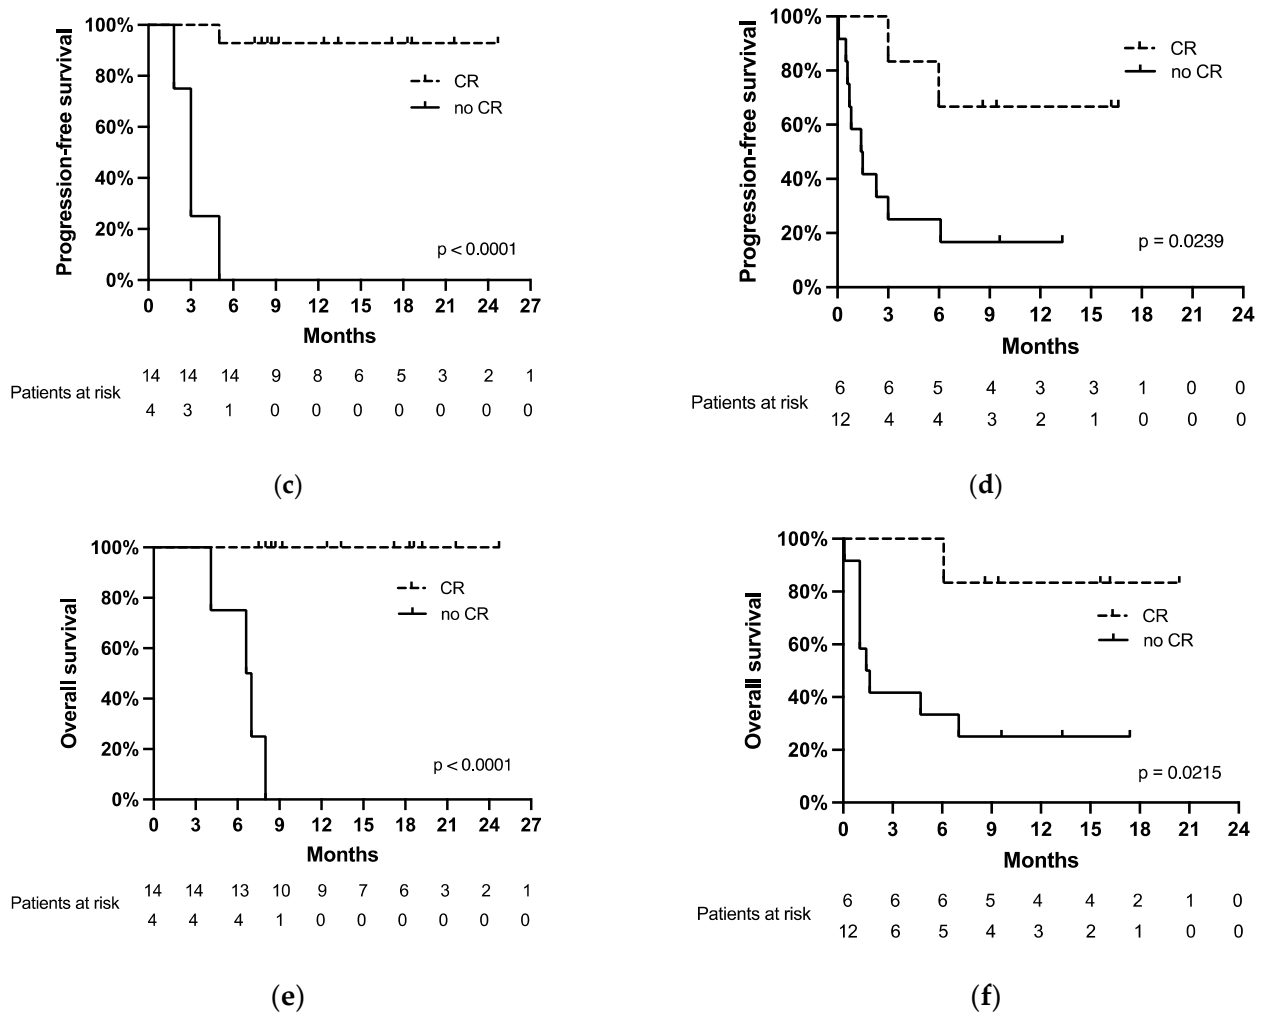 100%
80%
60%
40%
20%
0%
Progression-free survival
CR
no CR
p < 0.0001
0 3 6 9 12 15 18 21 24 27
Months
Patients at risk
14 14 14 9 8 6 5 3 2 1
4 3 1 0 0 0 0 0 0 0
(c)
100%
80%
60%
40%
20%
0%
Progression-free survival
CR
no CR
p = 0.0239
0 3 6 9 12 15 18 21 24
Months
Patients at risk
6 6 5 4 3 3 1 0 0
12 4 4 3 2 1 0 0 0
(d)
100%
80%
60%
40%
20%
0%
Overall survival
CR
no CR
p < 0.0001
0 3 6 9 12 15 18 21 24 27
Months
Patients at risk
14 14 13 10 9 7 6 3 2 1
4 4 4 1 0 0 0 0 0 0
(e)
100%
80%
60%
40%
20%
0%
Overall survival
CR
no CR
p = 0.0215
0 3 6 9 12 15 18 21 24
Months
Patients at risk
6 6 6 5 4 4 2 1 0
12 6 5 4 3 2 1 0 0
(f)